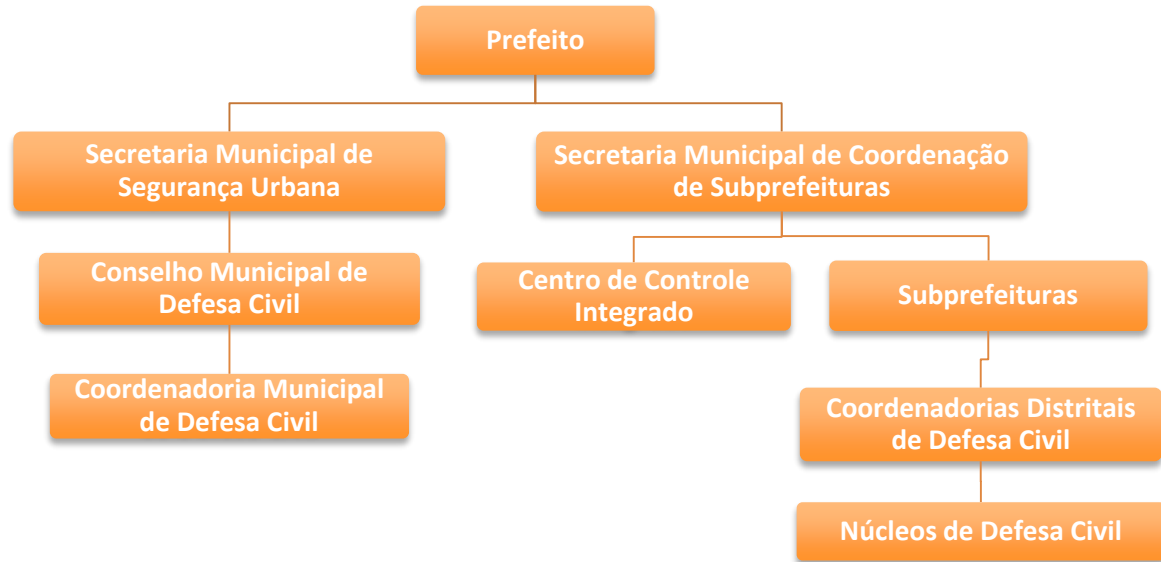 Prefeito
Secretaria Municipal de
Segurança Urbana
Secretaria Municipal de Coordenação
de Subprefeituras
Conselho Municipal de
Defesa Civil
Centro de Controle
Integrado
Subprefeituras
Coordenadoria Municipal
de Defesa Civil
Coordenadorias Distritais
de Defesa Civil
Núcleos de Defesa Civil